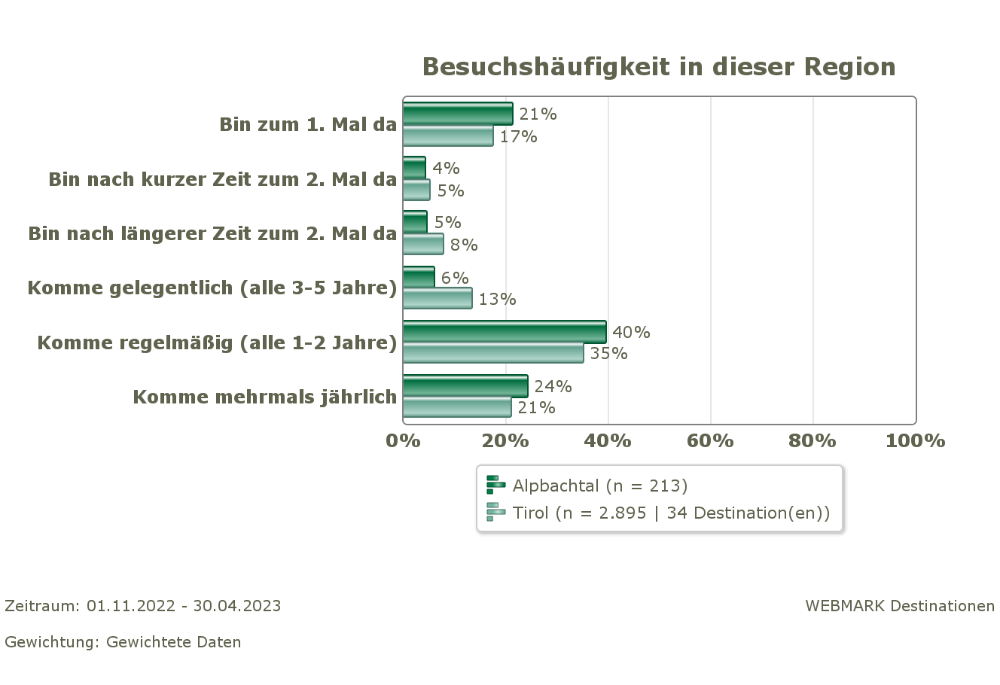 Besuchshäufigkeit in dieser Region
Bin zum 1. Mal da
21%
17%
Bin nach kurzer Zeit zum 2. Mal da
4%
5%
Bin nach längerer Zeit zum 2. Mal da
5%
8%
Komme gelegentlich (alle 3-5 Jahre)
6%
13%
Komme regelmäßig (alle 1-2 Jahre)
40%
35%
Komme mehrmals jährlich
24%
21%
0% 20% 40% 60% 80% 100%
Alpbachtal (n = 213)
Tirol (n = 2.895 | 34 Destination(en))
Zeitraum: 01.11.2022 - 30.04.2023
WEBMARK Destinationen
Gewichtung: Gewichtete Daten